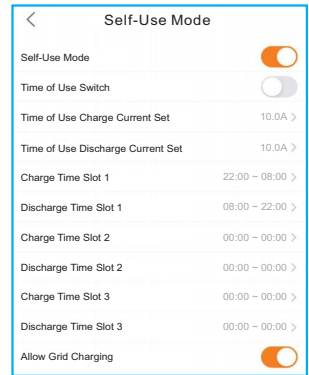 Self-Use Mode
Self-Use Mode
Time of Use Switch
Time of Use Charge Current Set 10.0A >
Time of Use Discharge Current Set 10.0A >
Charge Time Slot 1 22:00 ~ 08:00 >
Discharge Time Slot 1 08:00 ~ 22:00 >
Charge Time Slot 2 00:00 ~ 00:00 >
Discharge Time Slot 2 00:00 ~ 00:00 >
Charge Time Slot 3 00:00 ~ 00:00 >
Discharge Time Slot 3 00:00 ~ 00:00 >
Allow Grid Charging